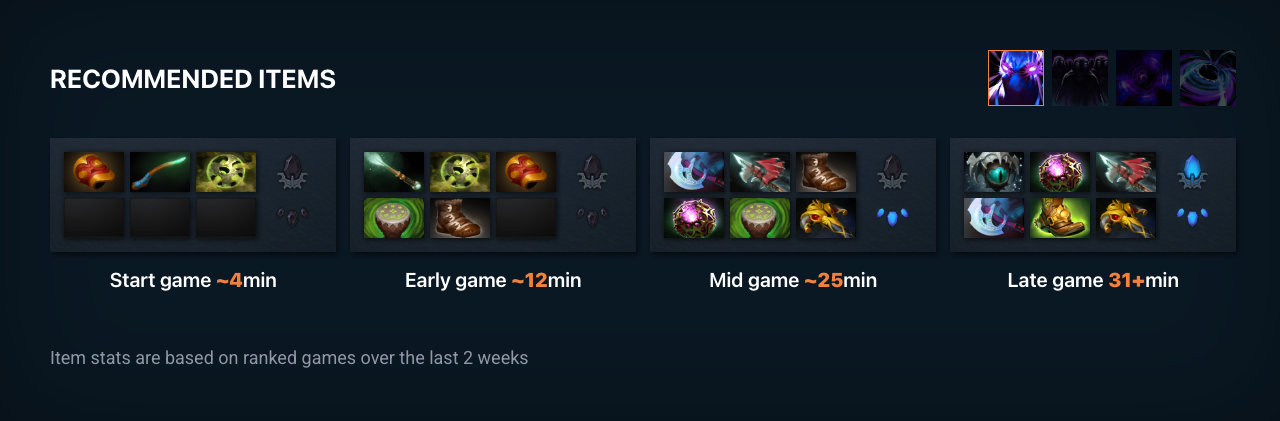 RECOMMENDED ITEMS
Start game ~4min
Early game ~12min
Mid game ~25min
Late game 31+min
Item stats are based on ranked games over the last 2 weeks